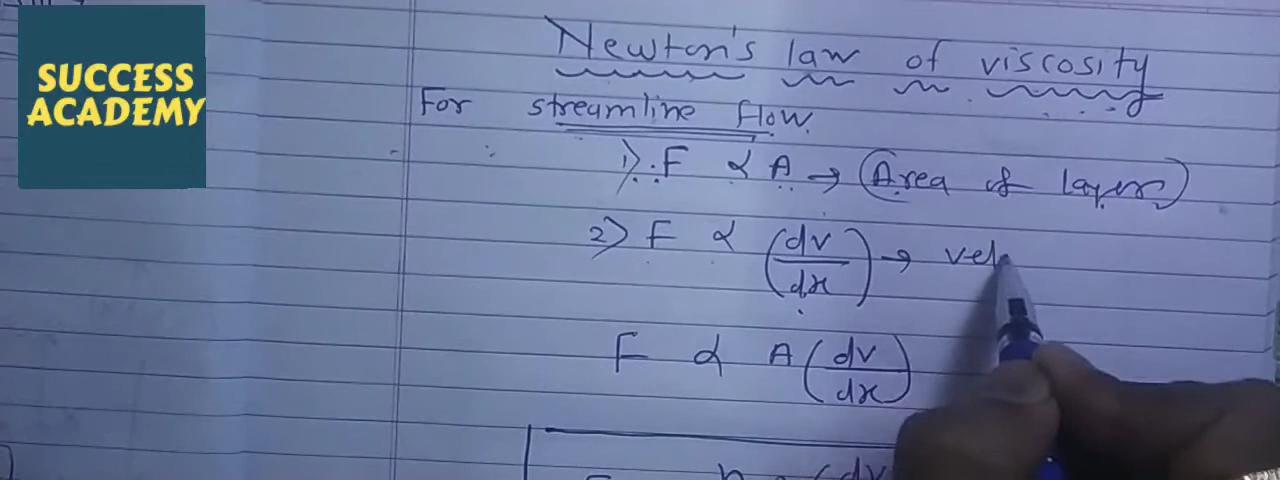 SUCCESS
ACADEMY
Newton's law of viscosity
For streamline flow.
1) F ∝ A → Area of layers
2) F ∝ (dv/dx) → vel
F ∝ A (dv/dx)